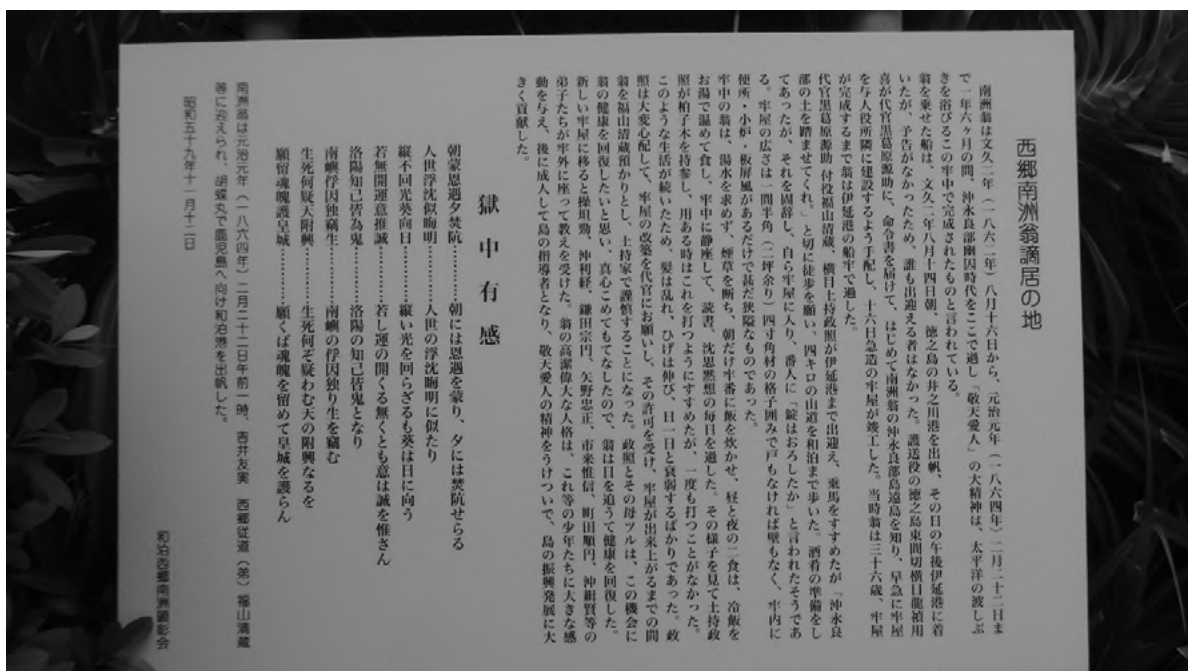 西郷南洲翁謫居の地
南洲翁は文久二年（一八六二年）八月十六日から、元治元年（一八六四年）二月二十二日ま
で一年六ヶ月の間、沖永良部幽囚時代をここで過し「敬天愛人」の大精神は、太平洋の波しぶ
きを浴びるこの牢中で完成されたものと言われている。
翁を乗せた船は、文久二年八月十四日朝、徳之島の井之川港を出帆、その日の午後伊延港に着
いたが、予告がなかったため、誰も出迎える者はなかった。護送役の徳之島東間切横目龍禎用
喜が代官黒葛原源助に、命令書を届けて、はじめて南洲翁の沖永良部島遠島を知り、早急に牢屋
を与人役所隣に建設するよう手配し、十六日急造の牢屋が竣工した。当時翁は三十六歳、牢屋
が完成するまで翁は伊延港の船牢で過した。
代官黒葛原源助 付役福山清蔵、横目土持政照が伊延港まで出迎え、乗馬をすすめたが「沖永良
部の土を踏ませてくれ。」と切に徒歩を願い、四キロの山道を和泊まで歩いた。酒肴の準備をし
てあったが、それを固辞し、自ら牢屋に入り、番人に「錠はおろしたか」と言われたそうであ
る。牢屋の広さは一間半角（二坪余り）四寸角材の格子囲みで戸もなければ壁もなく、牢内に
便所・小炉・板屏風があるだけで甚だ狭隘なものであった。
牢中の翁は、湯水を求めず、煙草を断ち、朝だけ牢番に飯を炊かせ、昼と夜の二食は、冷飯を
お湯で温めて食し、牢中に静座して、読書、沈思黙想の毎日を過した。その様子を見て土持政
照が柏子木を持参し、用ある時はこれを打つようにすすめたが、一度も打つことがなかった。
このような生活が続いたため、髪は乱れ、ひげは伸び、日一日と衰弱するばかりであった。政
照は大変心配して、牢屋の改築を代官にお願いし、その許可を受け、牢屋が出来上がるまでの間
翁を福山清蔵預かりとし、土持家で謹慎することになった。政照とその母ツルは、この機会に
翁の健康を回復したいと思い、真心こめてもてなしたので、翁は日を追うて健康を回復した。
新しい牢屋に移ると操坦勁、沖利経、鎌田宗円、矢野忠正、市来惟信、町田順円、沖祖賢等の
弟子たちが牢外に座って教えを受けた。翁の高潔偉大な人格は、これ等の少年たちに大きな感
動を与え、後に成人して島の指導者となり、敬天愛人の精神をうけついで、島の振興発展に大
きく貢献した。
獄中有感
朝蒙恩遇夕焚阬…………朝には恩遇を蒙り、夕には焚阬せらる
人世浮沈似晦明…………人世の浮沈晦明に似たり
縦不回光葵向日…………縦い光を回らざるも葵は日に向う
若無開運意推誠…………若し運の開くる無くとも意は誠を惟さん
洛陽知己皆為鬼…………洛陽の知己皆鬼となり
南嶼俘囚独竊生…………南嶼の俘囚独り生を竊む
生死何疑天附與…………生死何ぞ疑わむ天の附與なるを
願留魂魄護皇城…………願くば魂魄を留めて皇城を護らん
南洲翁は元治元年（一八六四年）二月二十二日午前一時、吉井友実 西郷従道（弟）福山清蔵
等に迎えられ、胡蝶丸で鹿児島へ向け和泊港を出帆した。
昭和五十九年十一月十二日
和泊西郷南洲顕彰会